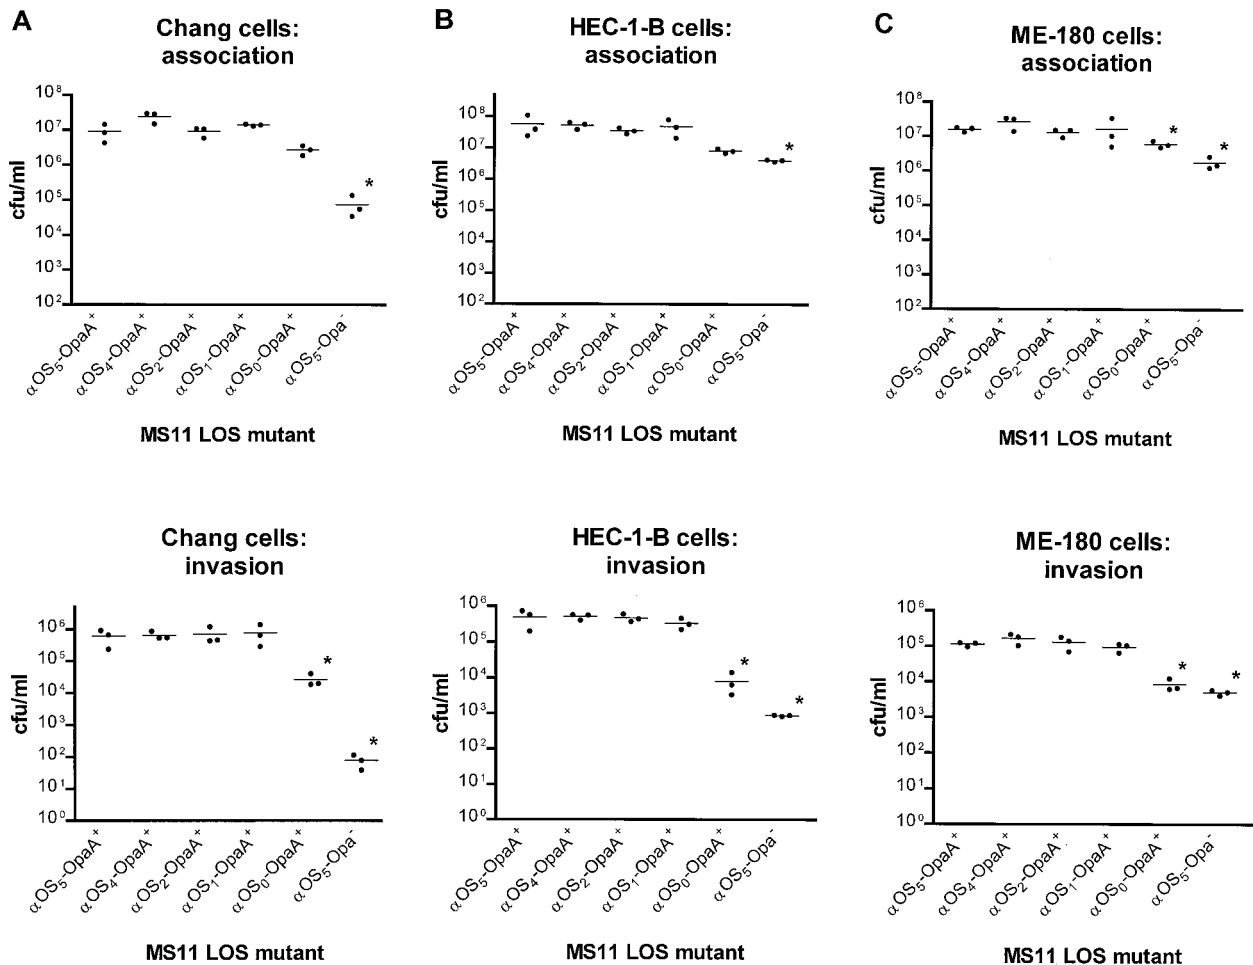 A
Chang cells:
association
10⁸
10⁷
10⁶
10⁵
10⁴
10³
10²
cfu/ml
*
αOS₅-OpaA⁺
αOS₄-OpaA⁺
αOS₂-OpaA⁺
αOS₁-OpaA⁺
αOS₀-OpaA⁺
αOS₅-Opa⁻
MS11 LOS mutant
B
HEC-1-B cells:
association
10⁸
10⁷
10⁶
10⁵
10⁴
10³
10²
cfu/ml
*
αOS₅-OpaA⁺
αOS₄-OpaA⁺
αOS₂-OpaA⁺
αOS₁-OpaA⁺
αOS₀-OpaA⁺
αOS₅-Opa⁻
MS11 LOS mutant
C
ME-180 cells:
association
10⁸
10⁷
10⁶
10⁵
10⁴
10³
10²
cfu/ml
*
*
αOS₅-OpaA⁺
αOS₄-OpaA⁺
αOS₂-OpaA⁺
αOS₁-OpaA⁺
αOS₀-OpaA⁺
αOS₅-Opa⁻
MS11 LOS mutant
Chang cells:
invasion
10⁶
10⁵
10⁴
10³
10²
10¹
10⁰
cfu/ml
*
*
αOS₅-OpaA⁺
αOS₄-OpaA⁺
αOS₂-OpaA⁺
αOS₁-OpaA⁺
αOS₀-OpaA⁺
αOS₅-Opa⁻
MS11 LOS mutant
HEC-1-B cells:
invasion
10⁶
10⁵
10⁴
10³
10²
10¹
10⁰
cfu/ml
*
*
αOS₅-OpaA⁺
αOS₄-OpaA⁺
αOS₂-OpaA⁺
αOS₁-OpaA⁺
αOS₀-OpaA⁺
αOS₅-Opa⁻
MS11 LOS mutant
ME-180 cells:
invasion
10⁶
10⁵
10⁴
10³
10²
10¹
10⁰
cfu/ml
*
*
αOS₅-OpaA⁺
αOS₄-OpaA⁺
αOS₂-OpaA⁺
αOS₁-OpaA⁺
αOS₀-OpaA⁺
αOS₅-Opa⁻
MS11 LOS mutant